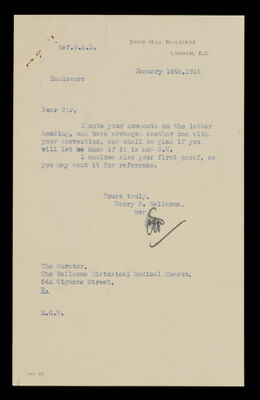 Ref.W.A.B.
SNOW HILL BUILDINGS
LONDON, E.C.
January 16th, 1914
Enclosure
Dear Sir,
I note your comments on the letter
heading, and have arranged another one with
your correction, and shall be glad if you
will let me know if it is now O.K.
I enclose also your first proof, as
you may want it for reference.
Yours truly,
Henry S. Wellcome.
per
The Curator,
The Wellcome Historical Medical Museum,
54A Wigmore Street,
W.
E.G.M.